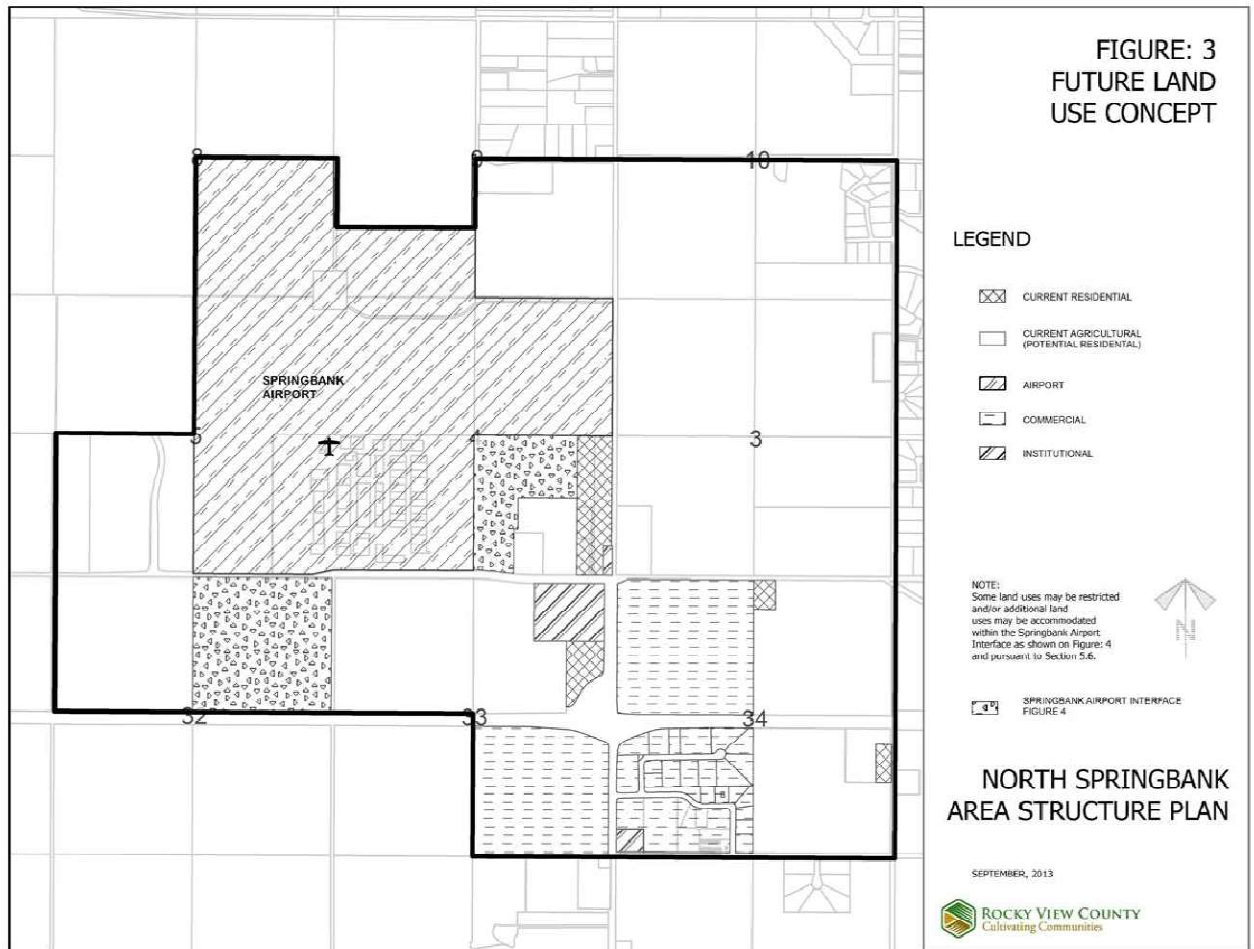 FIGURE: 3
FUTURE LAND
USE CONCEPT
8
9
10
LEGEND
CURRENT RESIDENTIAL
CURRENT AGRICULTURAL
(POTENTIAL RESIDENTIAL)
AIRPORT
COMMERCIAL
INSTITUTIONAL
SPRINGBANK
AIRPORT
5
4
3
NOTE:
Some land uses may be restricted
and/or additional land
uses may be accommodated
within the Springbank Airport
Interface as shown on Figure: 4
and pursuant to Section 5.6.
N
SPRINGBANK AIRPORT INTERFACE
FIGURE 4
32
33
34
NORTH SPRINGBANK
AREA STRUCTURE PLAN
SEPTEMBER, 2013
ROCKY VIEW COUNTY
Cultivating Communities